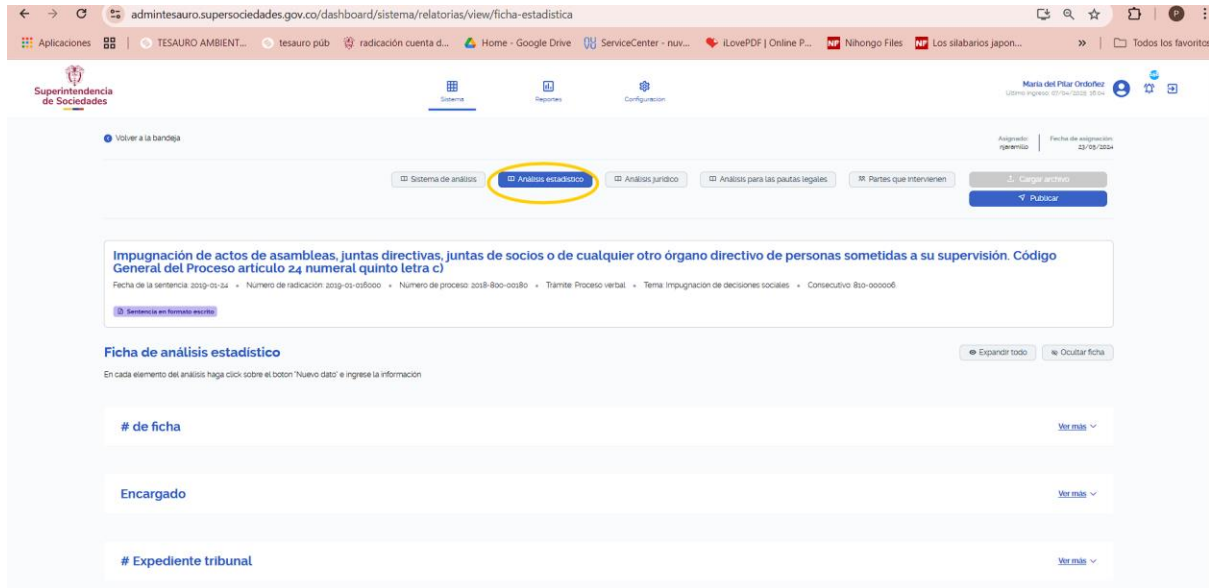 admintesauro.supersociedades.gov.co/dashboard/sistema/relatorias/view/ficha-estadistica
Aplicaciones TESAURO AMBIENT... tesauro púb radicación cuenta d... Home - Google Drive ServiceCenter - nuv... iLovePDF | Online P... Nihongo Files Los silabarios japon... » Todos los favoritos
Superintendencia
de Sociedades
Sistema Reportes Configuración
Maria del Pilar Ordoñez
Volver a la bandeja
Asignado: rjaramillo
Fecha de asignación: 23/05/2024
Sistema de análisis Análisis estadístico Análisis jurídico Análisis para las pautas legales Partes que intervienen Cargar archivo
Publicar
Impugnación de actos de asambleas, juntas directivas, juntas de socios o de cualquier otro órgano directivo de personas sometidas a su supervisión. Código
General del Proceso artículo 24 numeral quinto letra c)
Fecha de la sentencia: 2019-01-24 • Número de radicación: 2019-01-016000 • Número de proceso: 2018-800-00180 • Trámite: Proceso verbal • Tema: Impugnación de decisiones sociales • Consecutivo: 810-000006
Sentencia en formato escrito
Ficha de análisis estadístico
Expandir todo Ocultar ficha
En cada elemento del análisis haga click sobre el boton "Nuevo dato" e ingrese la información
# de ficha Ver más
Encargado Ver más
# Expediente tribunal Ver más